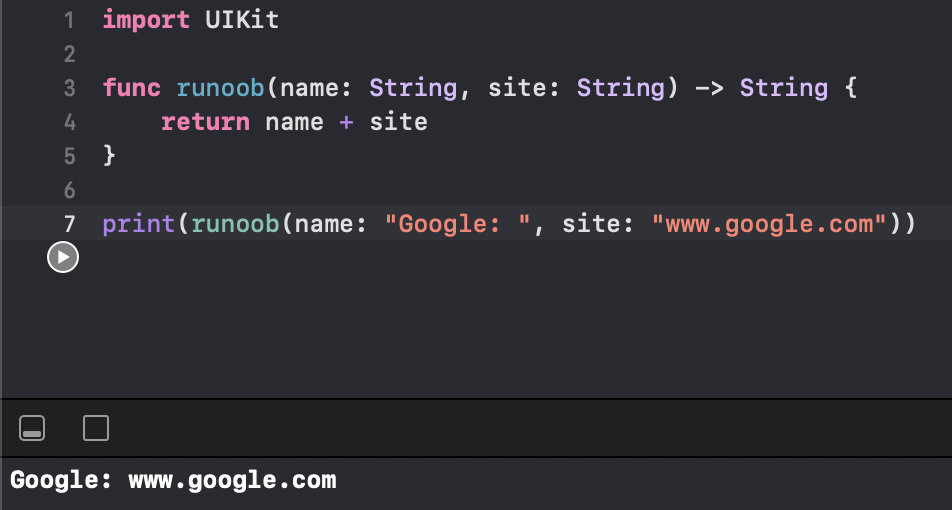 1 import UIKit
2
3 func runoob(name: String, site: String) -> String {
4     return name + site
5 }
6
7 print(runoob(name: "Google: ", site: "www.google.com"))
Google: www.google.com